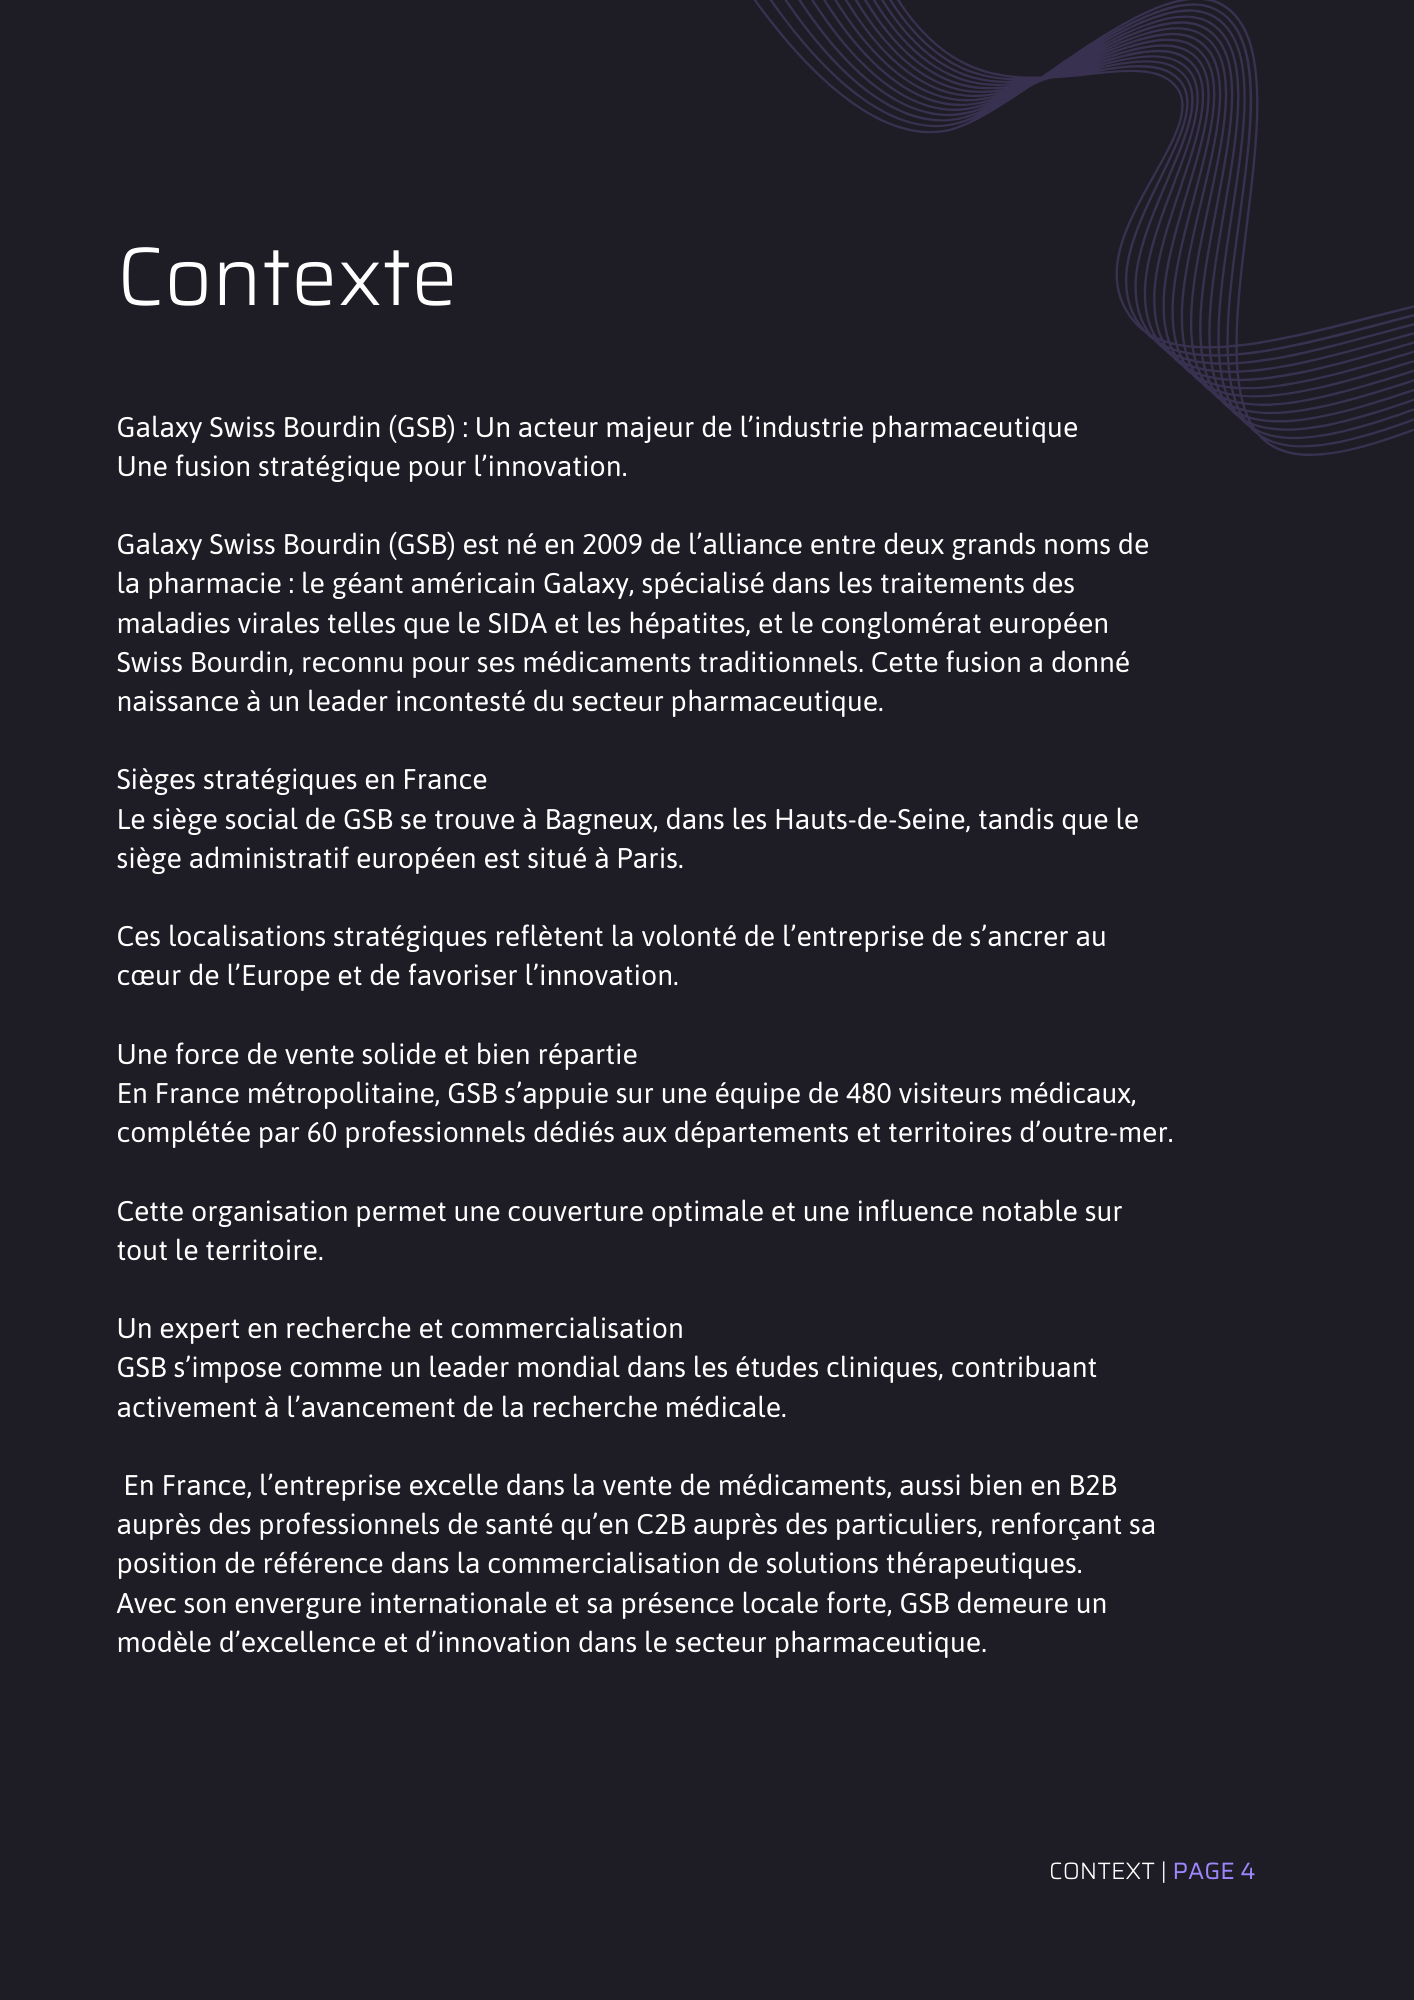 Contexte
Galaxy Swiss Bourdin (GSB) : Un acteur majeur de l’industrie pharmaceutique
Une fusion stratégique pour l’innovation.
Galaxy Swiss Bourdin (GSB) est né en 2009 de l’alliance entre deux grands noms de
la pharmacie : le géant américain Galaxy, spécialisé dans les traitements des
maladies virales telles que le SIDA et les hépatites, et le conglomérat européen
Swiss Bourdin, reconnu pour ses médicaments traditionnels. Cette fusion a donné
naissance à un leader incontesté du secteur pharmaceutique.
Sièges stratégiques en France
Le siège social de GSB se trouve à Bagneux, dans les Hauts-de-Seine, tandis que le
siège administratif européen est situé à Paris.
Ces localisations stratégiques reflètent la volonté de l’entreprise de s’ancrer au
cœur de l’Europe et de favoriser l’innovation.
Une force de vente solide et bien répartie
En France métropolitaine, GSB s’appuie sur une équipe de 480 visiteurs médicaux,
complétée par 60 professionnels dédiés aux départements et territoires d’outre-mer.
Cette organisation permet une couverture optimale et une influence notable sur
tout le territoire.
Un expert en recherche et commercialisation
GSB s’impose comme un leader mondial dans les études cliniques, contribuant
activement à l’avancement de la recherche médicale.
En France, l’entreprise excelle dans la vente de médicaments, aussi bien en B2B
auprès des professionnels de santé qu’en C2B auprès des particuliers, renforçant sa
position de référence dans la commercialisation de solutions thérapeutiques.
Avec son envergure internationale et sa présence locale forte, GSB demeure un
modèle d’excellence et d’innovation dans le secteur pharmaceutique.
CONTEXT | PAGE 4